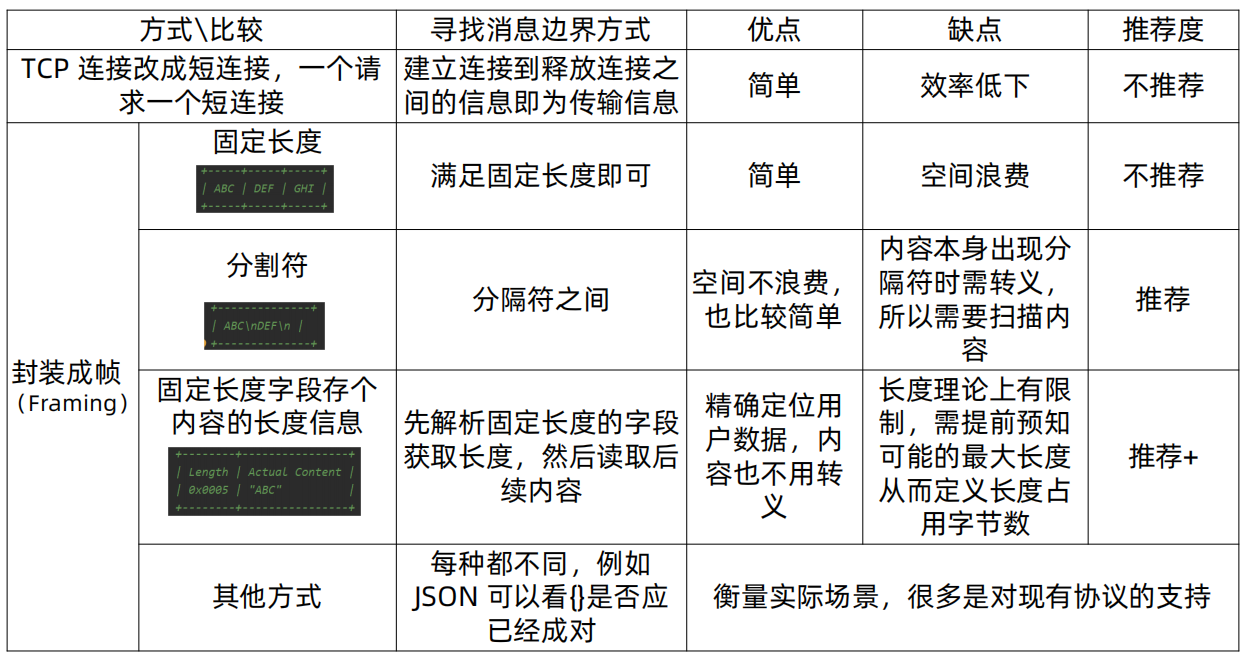 方式\比较
寻找消息边界方式
优点
缺点
推荐度
TCP 连接改成短连接，一个请
求一个短连接
建立连接到释放连接之
间的信息即为传输信息
简单
效率低下
不推荐
封装成帧
（Framing）
固定长度
+-----+-----+-----+
| ABC | DEF | GHI |
+-----+-----+-----+
满足固定长度即可
简单
空间浪费
不推荐
分割符
+--------------+
| ABC\nDEF\n |
+--------------+
分隔符之间
空间不浪费，
也比较简单
内容本身出现分
隔符时需转义，
所以需要扫描内
容
推荐
固定长度字段存个
内容的长度信息
+--------+----------------+
| Length | Actual Content |
| 0x0005 | "ABC" |
+--------+----------------+
先解析固定长度的字段
获取长度，然后读取后
续内容
精确定位用
户数据，内
容也不用转
义
长度理论上有限
制，需提前预知
可能的最大长度
从而定义长度占
用字节数
推荐+
其他方式
每种都不同，例如
JSON 可以看{}是否应
已经成对
衡量实际场景，很多是对现有协议的支持